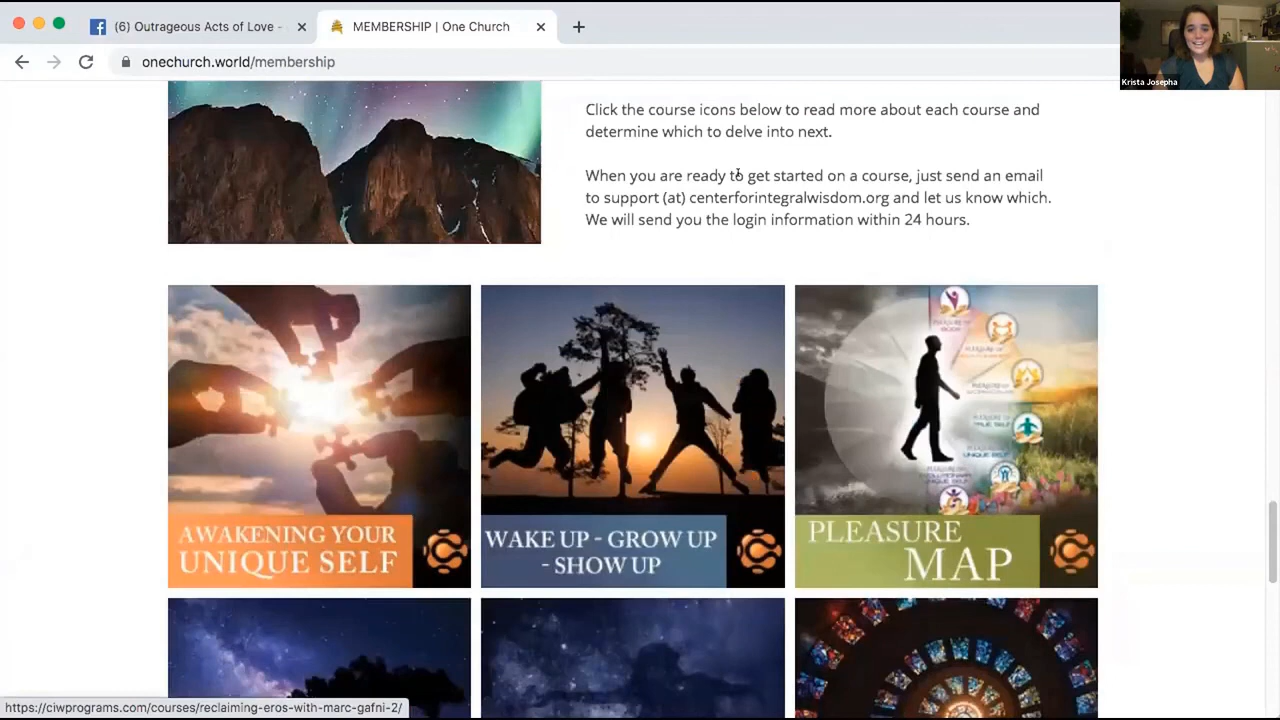 (6) Outrageous Acts of Love -
MEMBERSHIP | One Church
onechurch.world/membership
Krista Josepha
Click the course icons below to read more about each course and
determine which to delve into next.
When you are ready to get started on a course, just send an email
to support (at) centerforintegralwisdom.org and let us know which.
We will send you the login information within 24 hours.
AWAKENING YOUR
UNIQUE SELF
WAKE UP - GROW UP
- SHOW UP
PLEASURE
MAP
https://ciwprograms.com/courses/reclaiming-eros-with-marc-gafni-2/